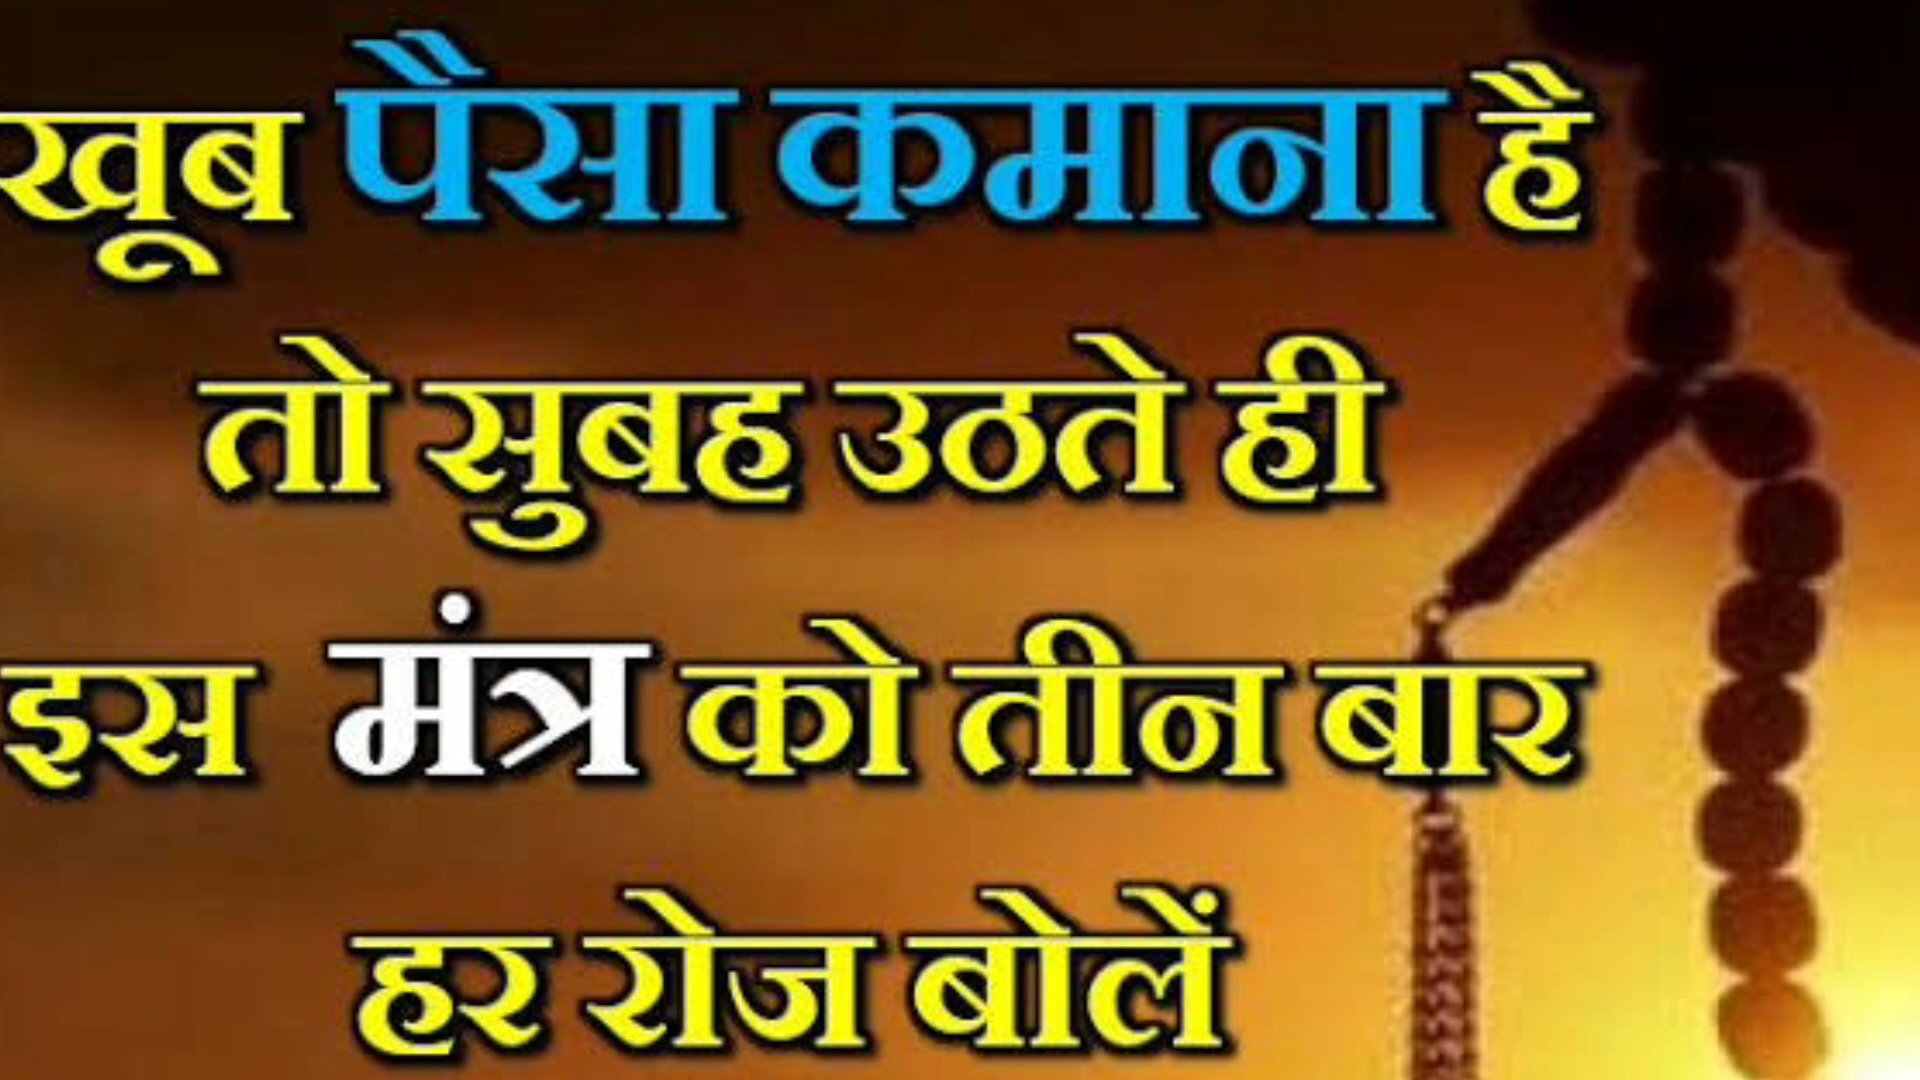 खूब पैसा कमाना है
तो सुबह उठते ही
इस मंत्र को तीन बार
हर रोज बोलें